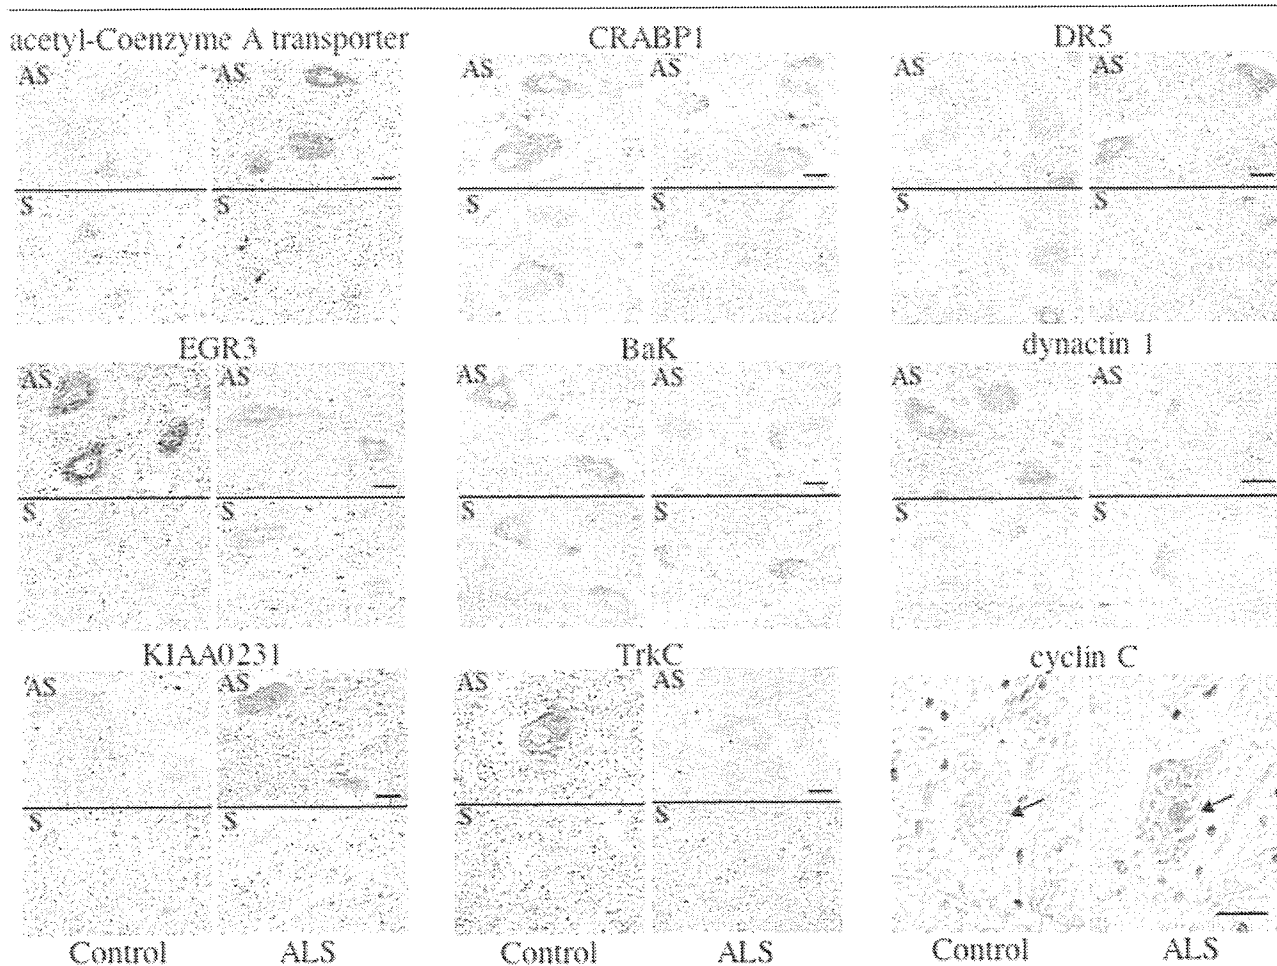 acetyl-Coenzyme A transporter CRABP1 DR5
AS AS AS AS AS AS
S S S S S S
EGR3 BaK dynactin 1
AS AS AS AS AS AS
S S S S S S
KIAA0231 TrkC cyclin C
AS AS AS AS
S S S S
Control ALS Control ALS Control ALS